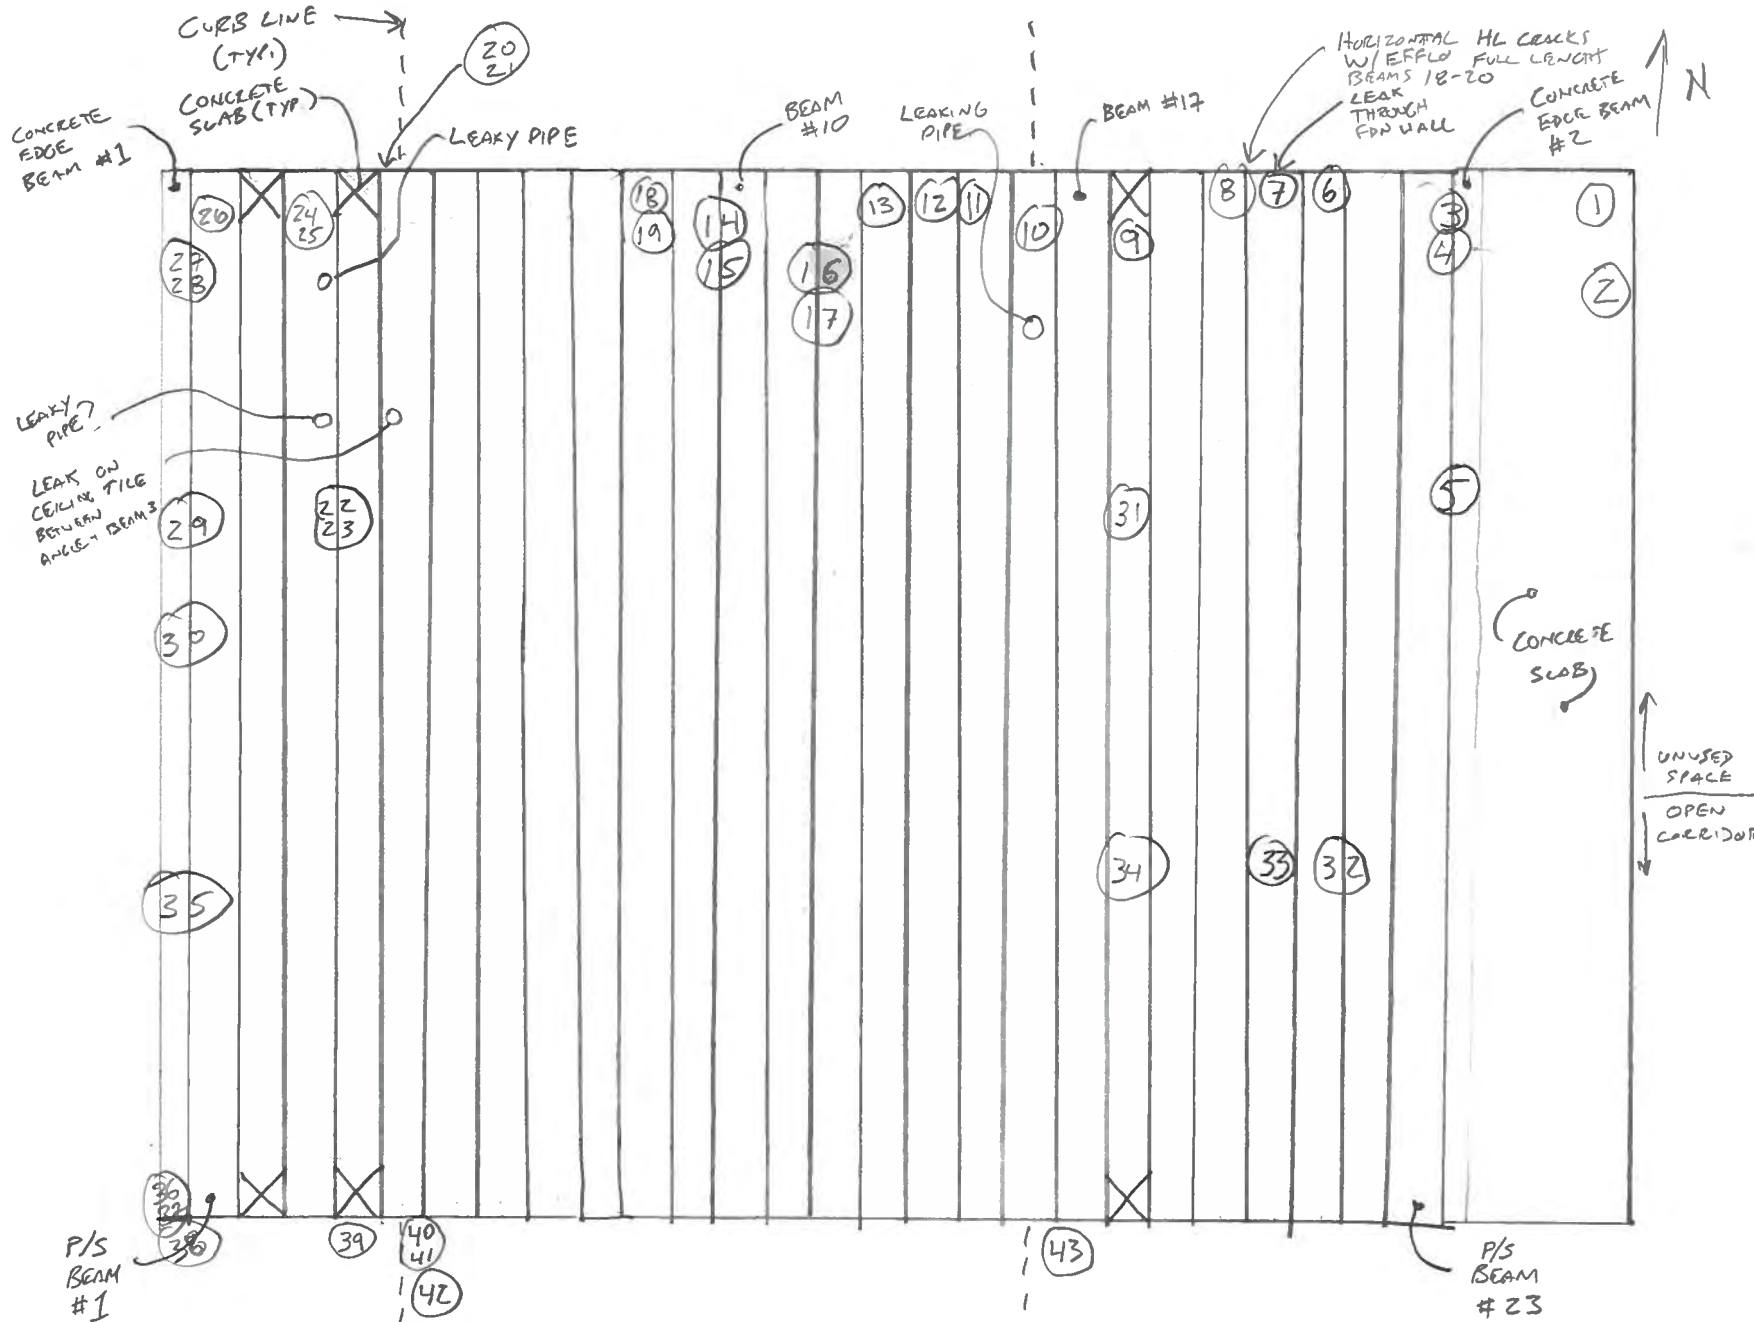 CURB LINE
(TYP.)
CONCRETE
SLAB (TYP.)
CONCRETE
EDGE
BEAM #1
20
21
LEAKY PIPE
BEAM
#10
LEAKING
PIPE
BEAM #17
HORIZONTAL HL CRACKS
W/ EFFLO FULL LENGTH
BEAMS 18-20
LEAK
THROUGH
FDN WALL
CONCRETE
EDGE BEAM
#2
N
26
24
25
27
28
18
19
14
15
16
17
13
12
11
10
9
8
7
6
3
4
1
2
LEAKY
PIPE
LEAK ON
CEILING TILE
BETWEEN
ANGLE + BEAM 3
29
22
23
30
31
5
CONCRETE
SLAB
UNUSED
SPACE
OPEN
CORRIDOR
35
34
33
32
36
38
39
40
41
42
43
P/S
BEAM
#1
P/S
BEAM
#23